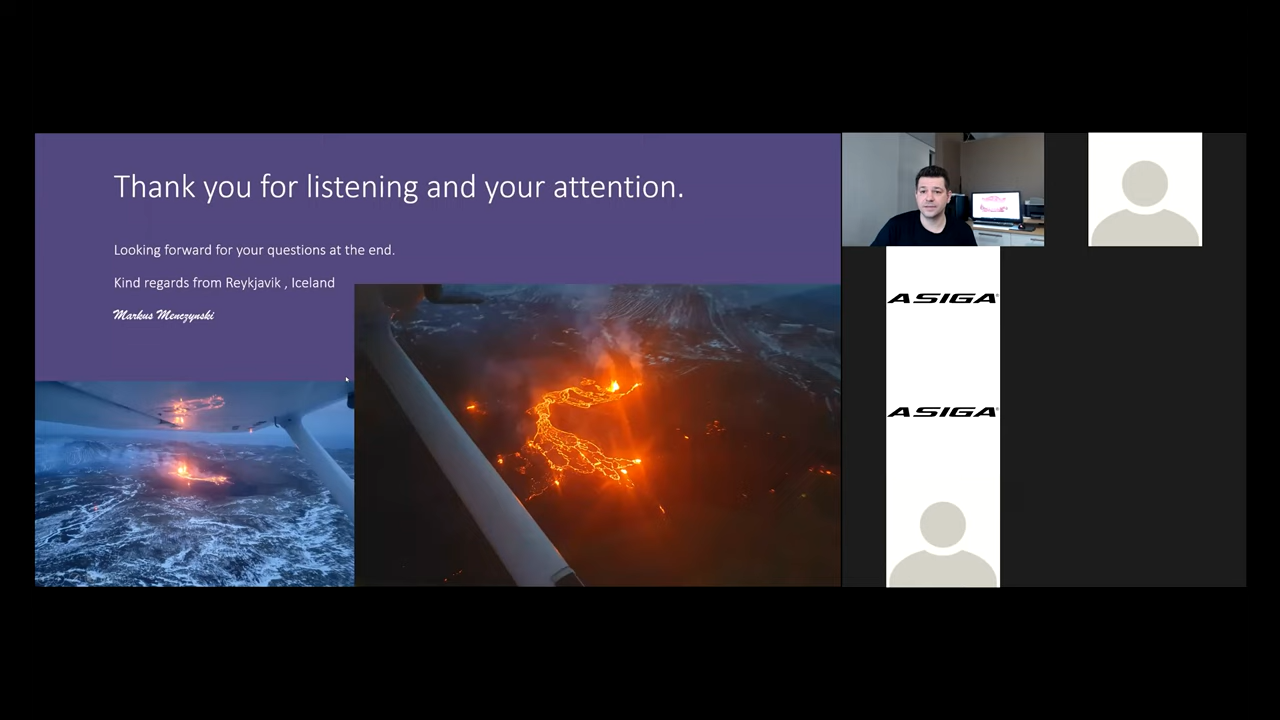 Thank you for listening and your attention.
Looking forward for your questions at the end.
Kind regards from Reykjavik , Iceland
Markus Menczynski
ASIGA®
ASIGA®